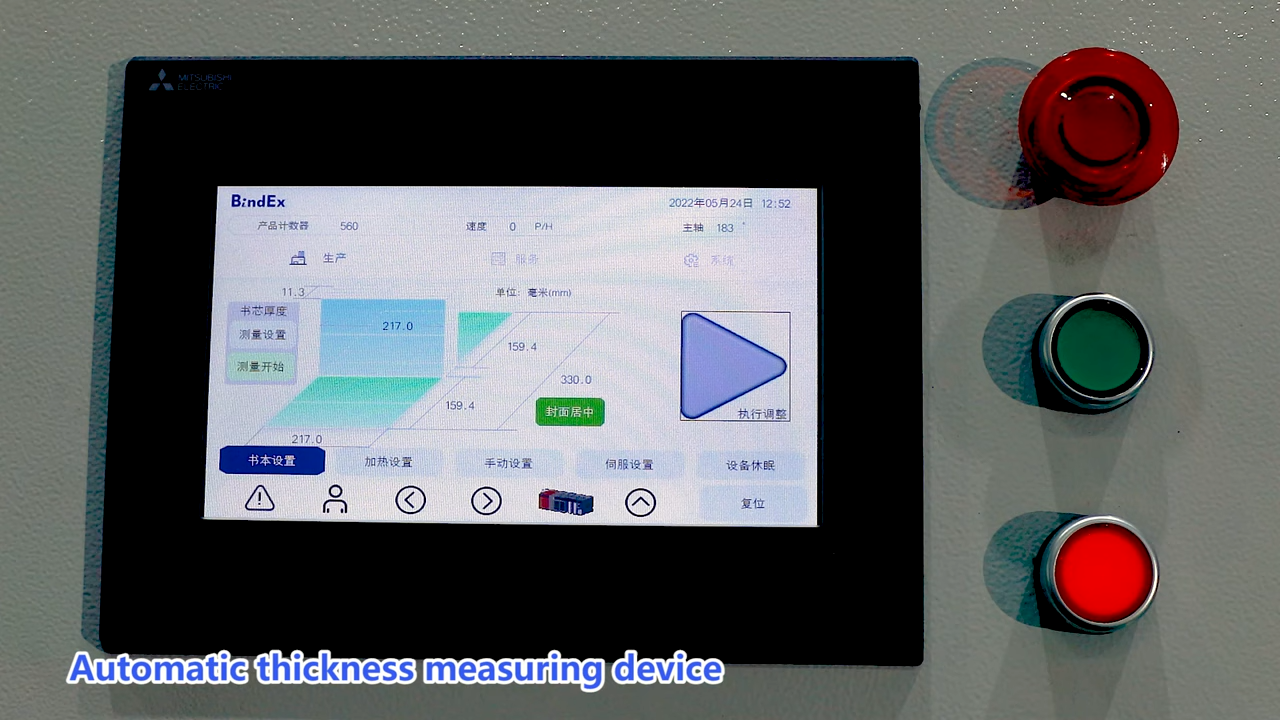 MITSUBISHI
ELECTRIC
BindEx
2022年05月24日 12:52
产品计数器 560 速度 0 P/H 主轴 183 °
生产 服务 系统
11.3 单位: 毫米(mm)
书芯厚度
测量设置
测量开始
217.0
159.4
330.0
159.4
封面居中
执行调整
217.0
书本设置 加热设置 手动设置 伺服设置 设备休眠
复位
Automatic thickness measuring device